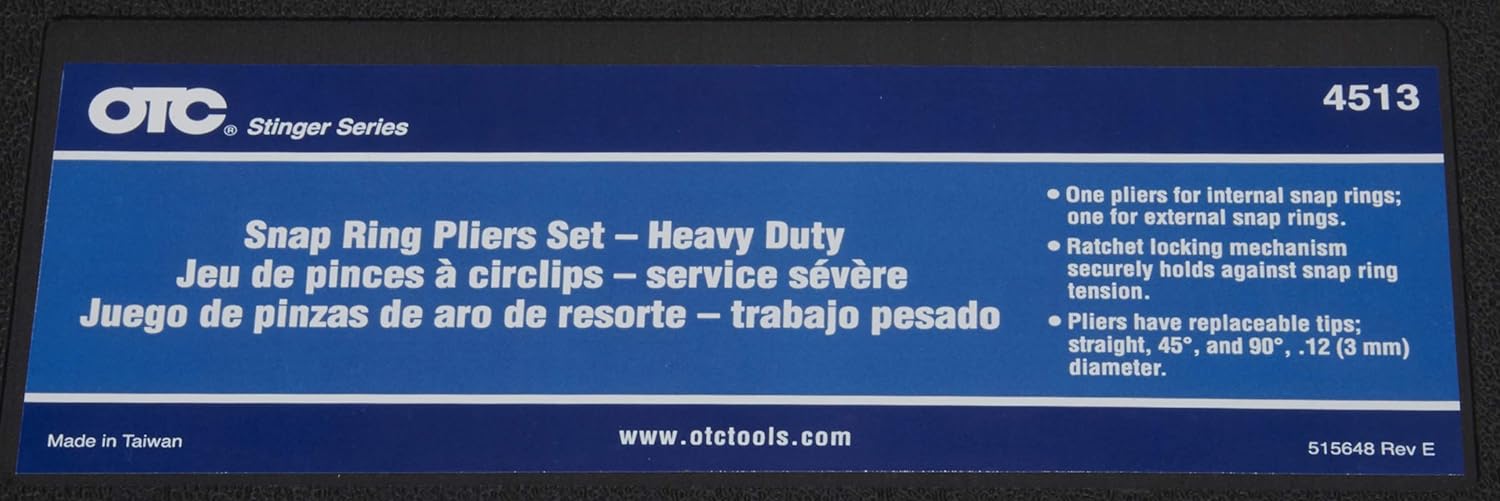 OTC® Stinger Series
4513
Snap Ring Pliers Set – Heavy Duty
Jeu de pinces à circlips – service sévère
Juego de pinzas de aro de resorte – trabajo pesado
• One pliers for internal snap rings;
one for external snap rings.
• Ratchet locking mechanism
securely holds against snap ring
tension.
• Pliers have replaceable tips;
straight, 45°, and 90°, .12 (3 mm)
diameter.
Made in Taiwan
www.otctools.com
515648 Rev E